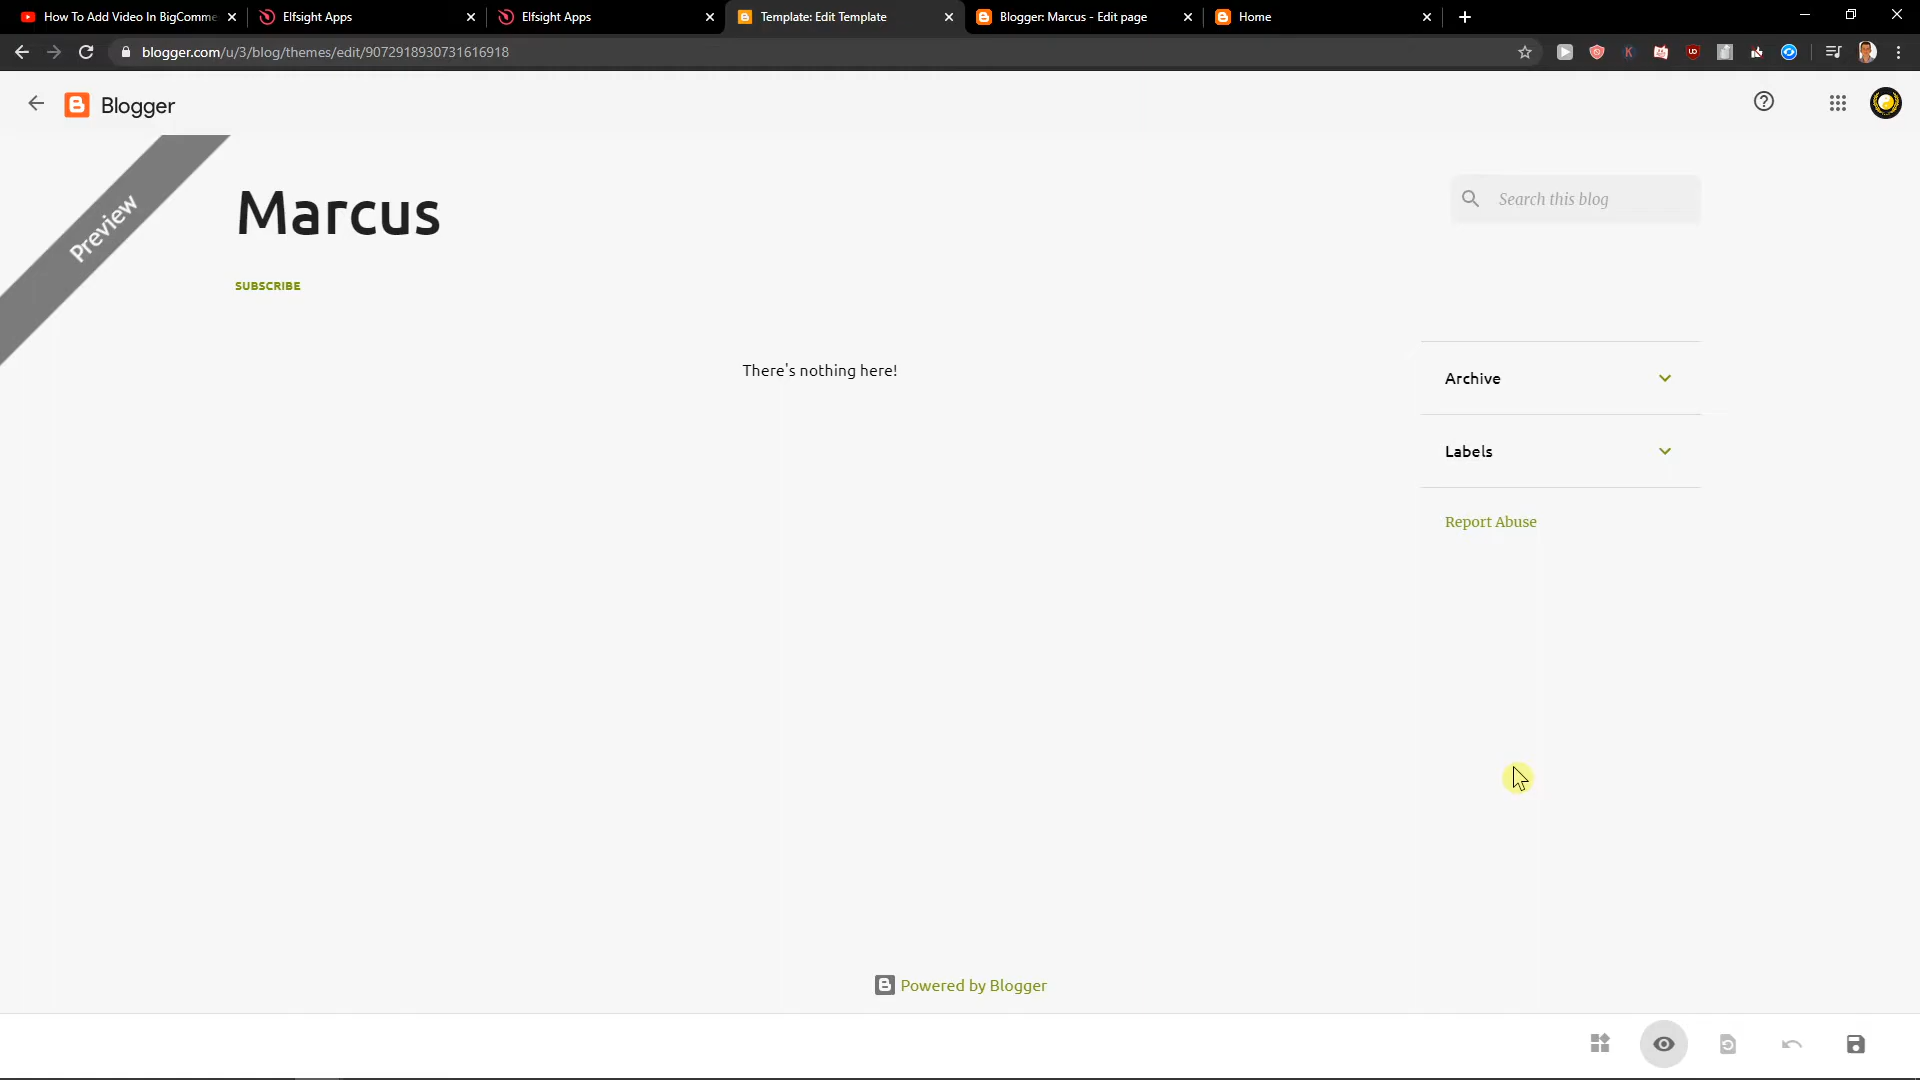 How To Add Video In BigComme
Elfsight Apps
Elfsight Apps
Template: Edit Template
Blogger: Marcus - Edit page
Home
blogger.com/u/3/blog/themes/edit/9072918930731616918
Blogger
Preview
Marcus
Search this blog
SUBSCRIBE
There's nothing here!
Archive
Labels
Report Abuse
Powered by Blogger